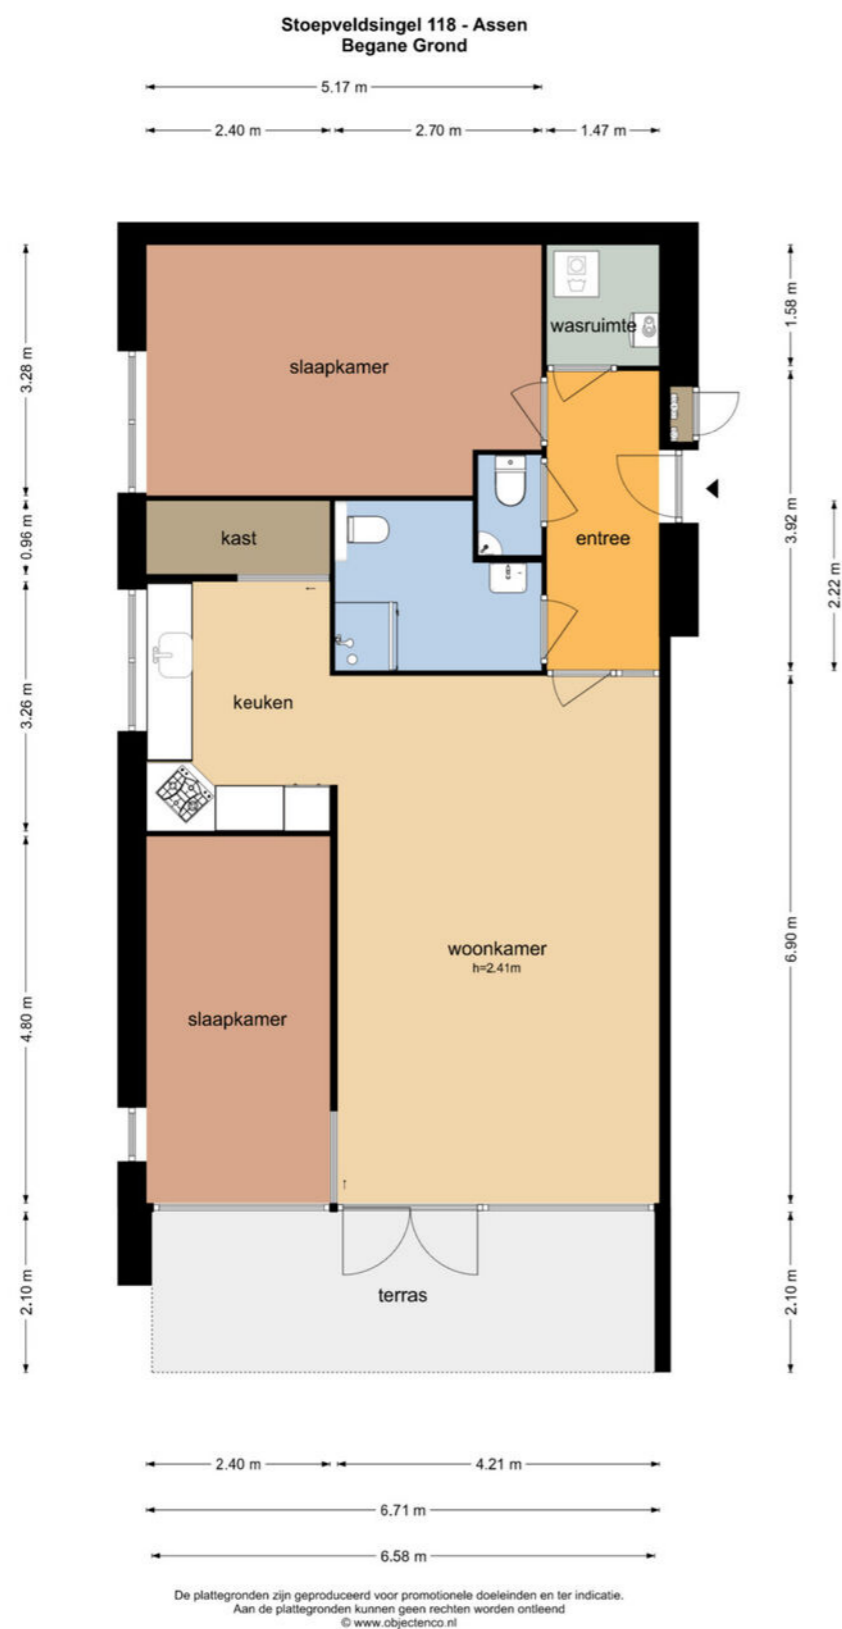 Stoepveldsingel 118 - Assen
Begane Grond
5.17 m
2.40 m
2.70 m
1.47 m
3.28 m
0.96 m
3.26 m
4.80 m
2.10 m
1.58 m
3.92 m
2.22 m
6.90 m
2.10 m
wasruimte
slaapkamer
kast
entree
keuken
woonkamer
h=2.41m
slaapkamer
terras
2.40 m
4.21 m
6.71 m
6.58 m
De plattegronden zijn geproduceerd voor promotionele doeleinden en ter indicatie.
Aan de plattegronden kunnen geen rechten worden ontleend
© www.objectenco.nl